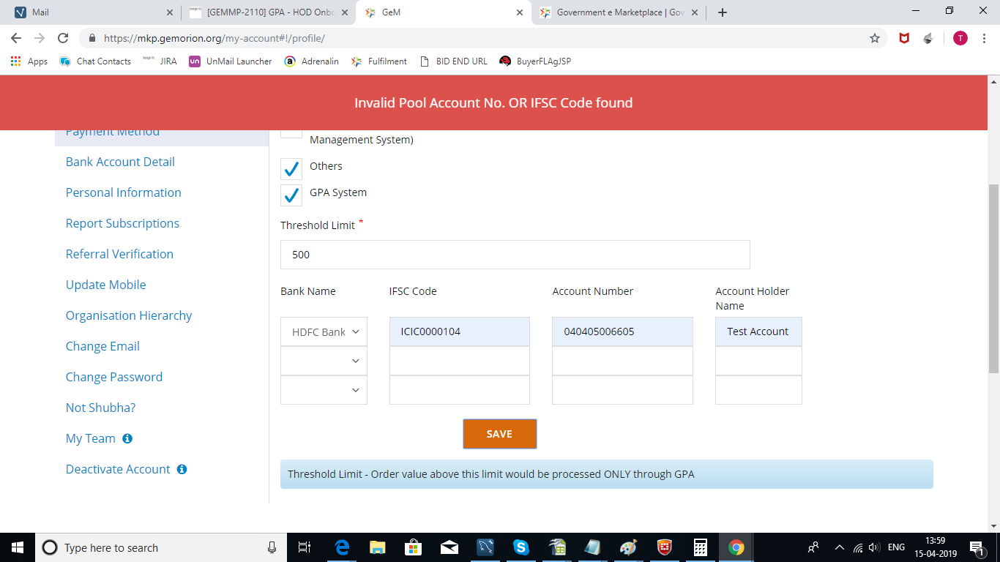 Mail
[GEMMP-2110] GPA - HOD Onbo
GeM
Government e Marketplace | Gov
https://mkp.gemorion.org/my-account#!/profile/
T
Apps
Chat Contacts
JIRA
un UnMail Launcher
a Adrenalin
Fulfilment
BID END URL
BuyerFLAgJSP
Invalid Pool Account No. OR IFSC Code found
Payment Method
Bank Account Detail
Personal Information
Report Subscriptions
Referral Verification
Update Mobile
Organisation Hierarchy
Change Email
Change Password
Not Shubha?
My Team
Deactivate Account
Management System)
Others
GPA System
Threshold Limit *
500
Bank Name IFSC Code Account Number Account Holder
Name
HDFC Bank ICIC0000104 040405006605 Test Account
SAVE
Threshold Limit - Order value above this limit would be processed ONLY through GPA
Type here to search
ENG
13:59
15-04-2019
1